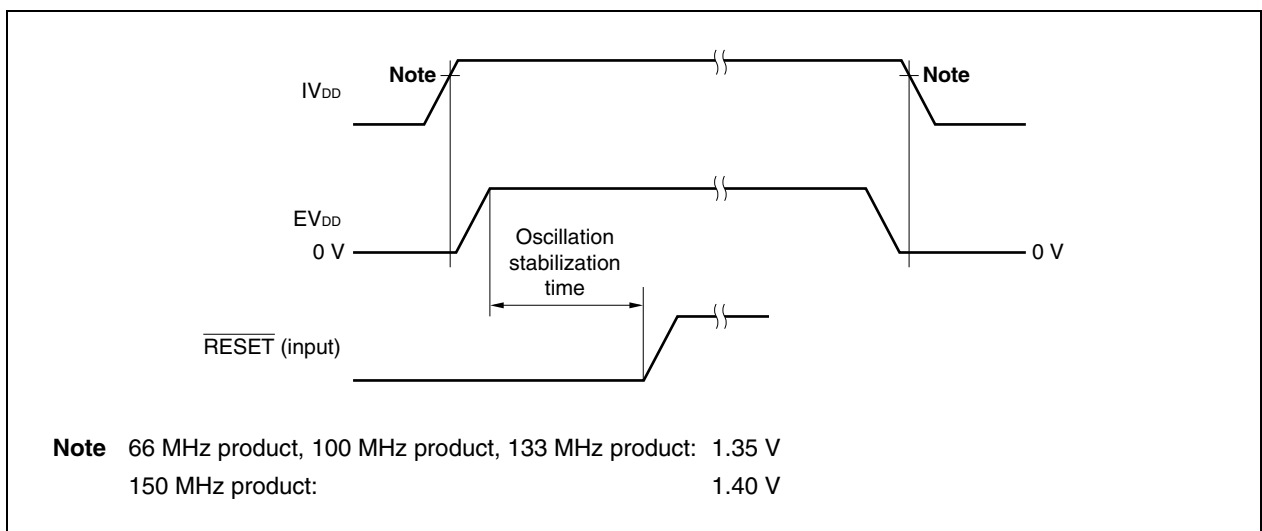 Note
Note
IVDD
EVDD
0 V
0 V
Oscillation
stabilization
time
RESET (input)
Note 66 MHz product, 100 MHz product, 133 MHz product: 1.35 V
150 MHz product: 1.40 V